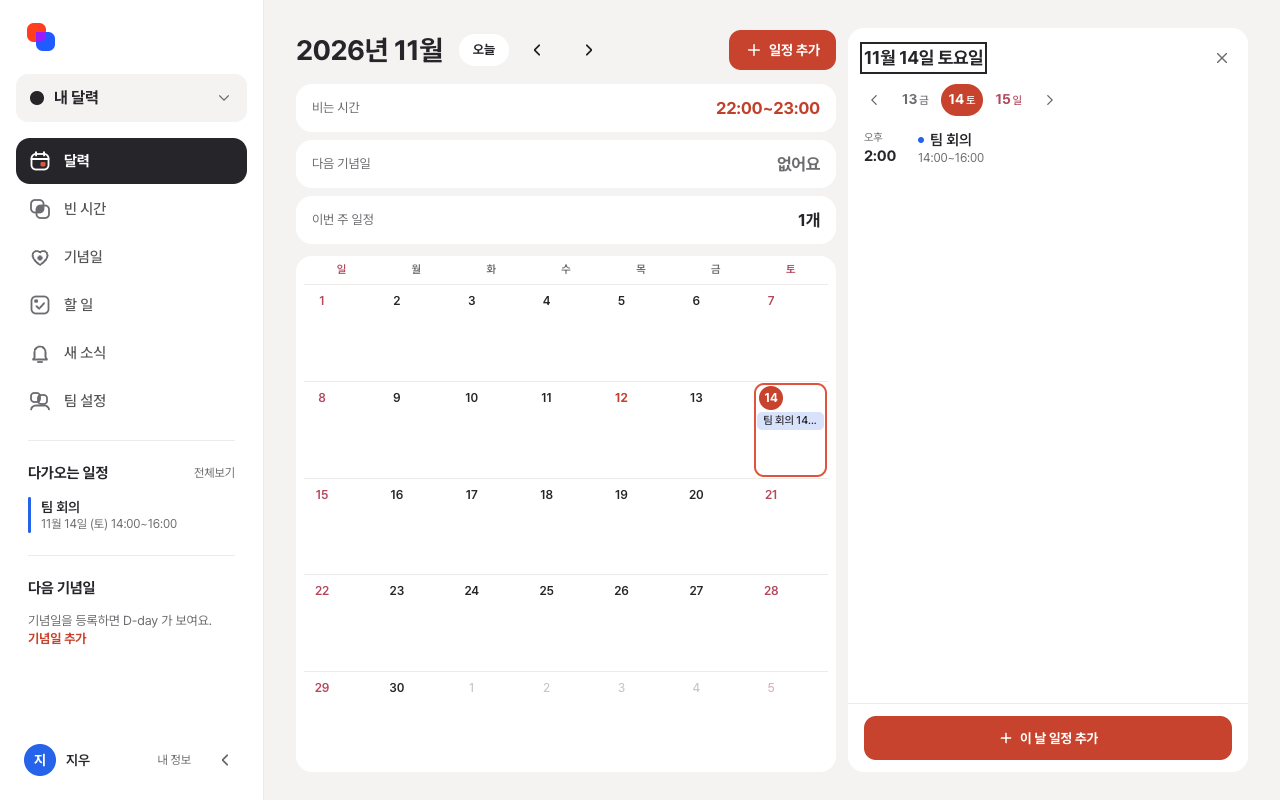 내 달력
달력
빈 시간
기념일
할 일
새 소식
팀 설정
다가오는 일정 전체보기
팀 회의
11월 14일 (토) 14:00~16:00
다음 기념일
기념일을 등록하면 D-day 가 보여요.
기념일 추가
지 지우 내 정보
2026년 11월 오늘 일정 추가
비는 시간 22:00~23:00
다음 기념일 없어요
이번 주 일정 1개
일 월 화 수 목 금 토
1 2 3 4 5 6 7
8 9 10 11 12 13 14
팀 회의 14...
15 16 17 18 19 20 21
22 23 24 25 26 27 28
29 30 1 2 3 4 5
11월 14일 토요일
13 금 14 토 15 일
오후
2:00
팀 회의
14:00~16:00
이 날 일정 추가